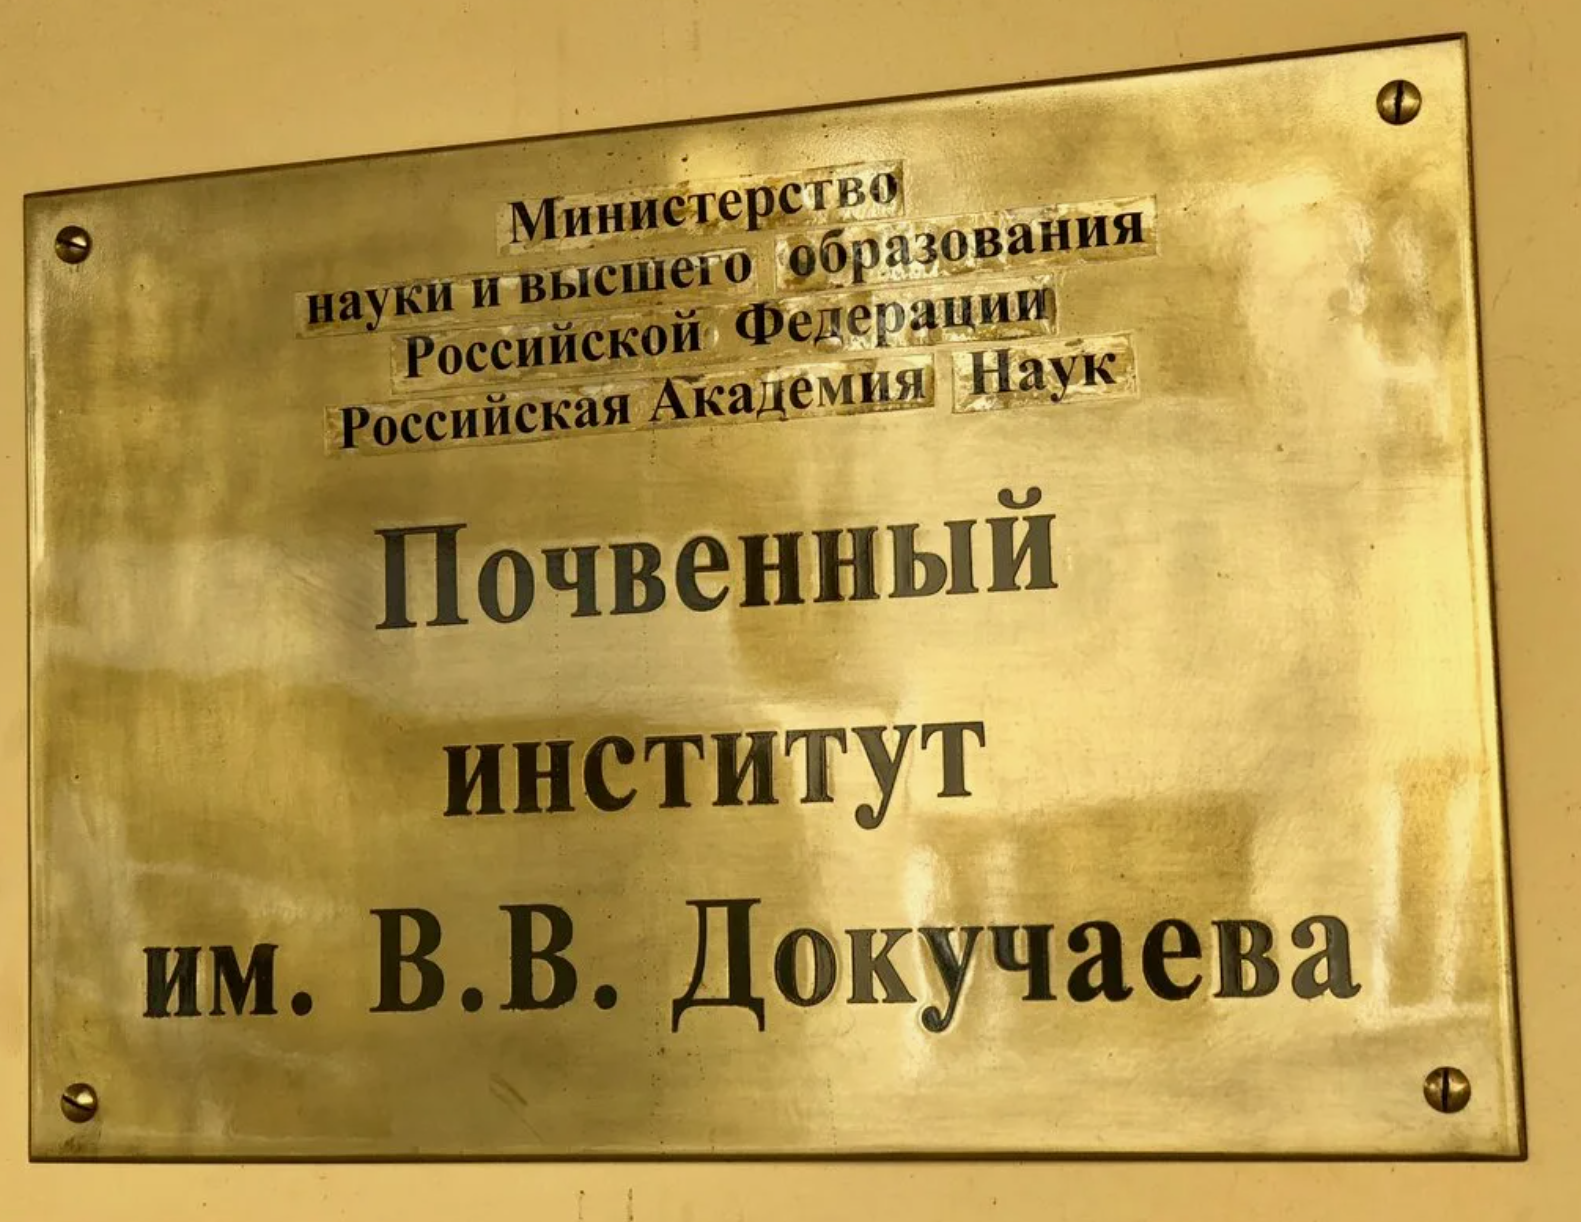 Министерство
науки и высшего образования
Российской Федерации
Российская Академия Наук
Почвенный
институт
им. В.В. Докучаева